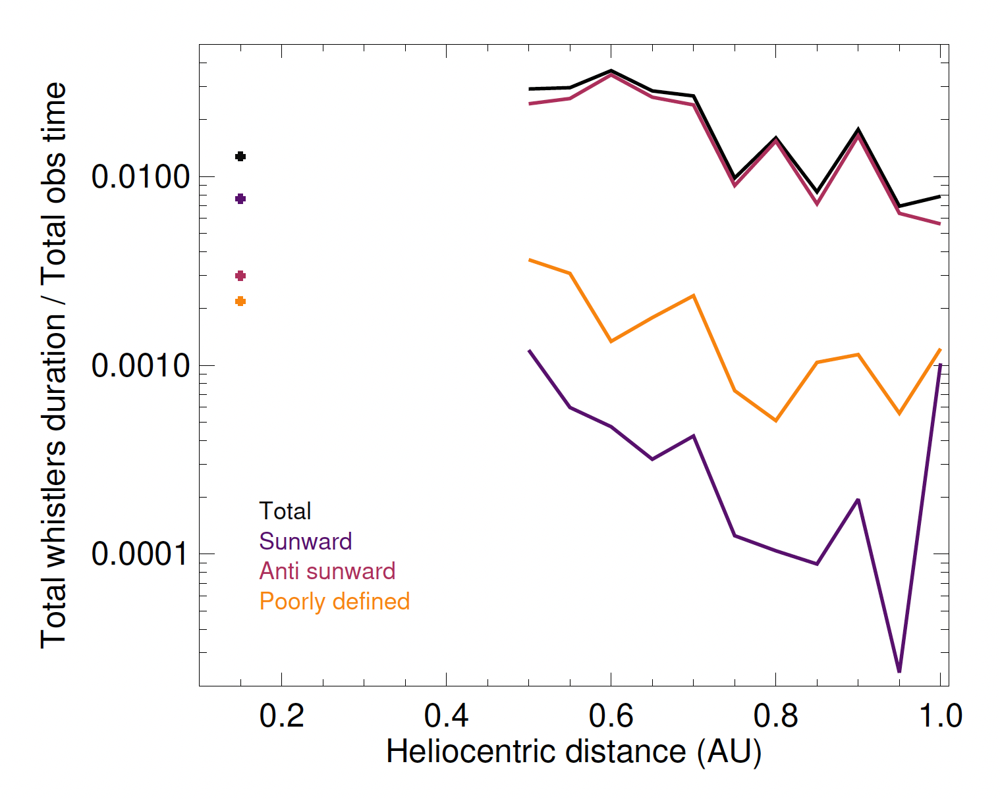 Total whistlers duration / Total obs time
0.0100
0.0010
0.0001
Total
Sunward
Anti sunward
Poorly defined
0.2 0.4 0.6 0.8 1.0
Heliocentric distance (AU)